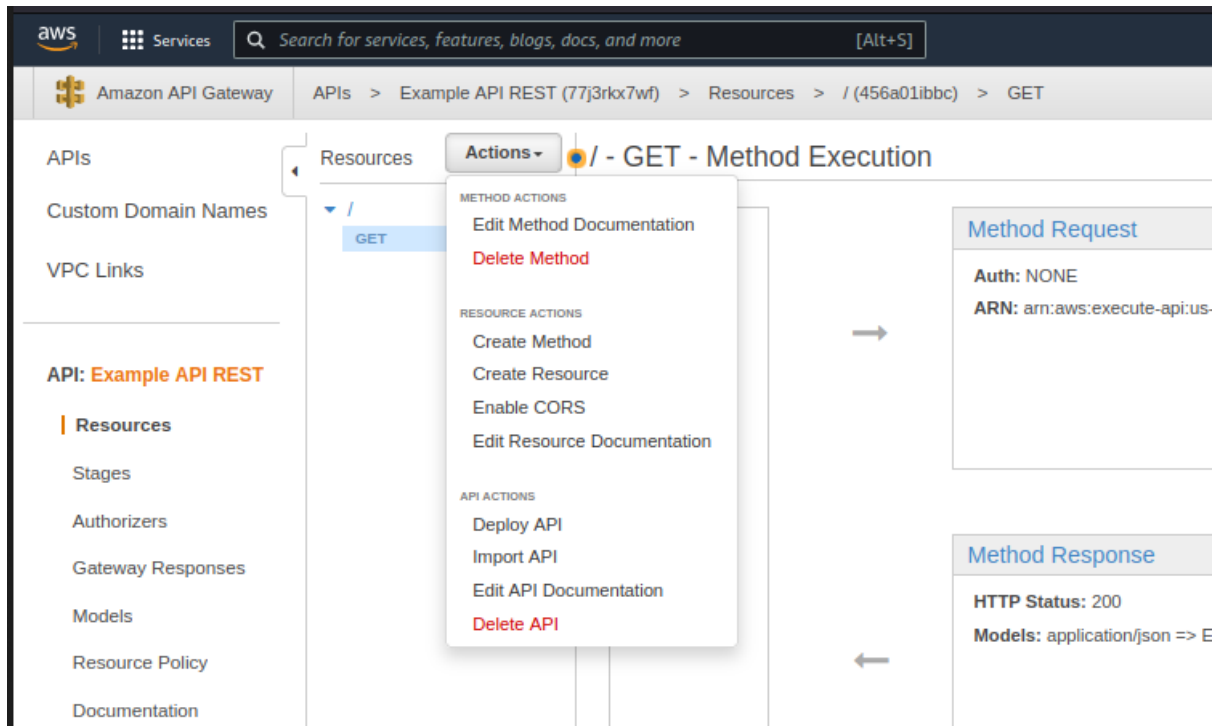 aws
Services
Search for services, features, blogs, docs, and more
[Alt+S]
Amazon API Gateway
APIs > Example API REST (77j3rkx7wf) > Resources > / (456a01ibbc) > GET
APIs
Custom Domain Names
VPC Links
API: Example API REST
Resources
Stages
Authorizers
Gateway Responses
Models
Resource Policy
Documentation
Resources
/
GET
Actions
METHOD ACTIONS
Edit Method Documentation
Delete Method
RESOURCE ACTIONS
Create Method
Create Resource
Enable CORS
Edit Resource Documentation
API ACTIONS
Deploy API
Import API
Edit API Documentation
Delete API
/ - GET - Method Execution
Method Request
Auth: NONE
ARN: arn:aws:execute-api:us-
Method Response
HTTP Status: 200
Models: application/json => E